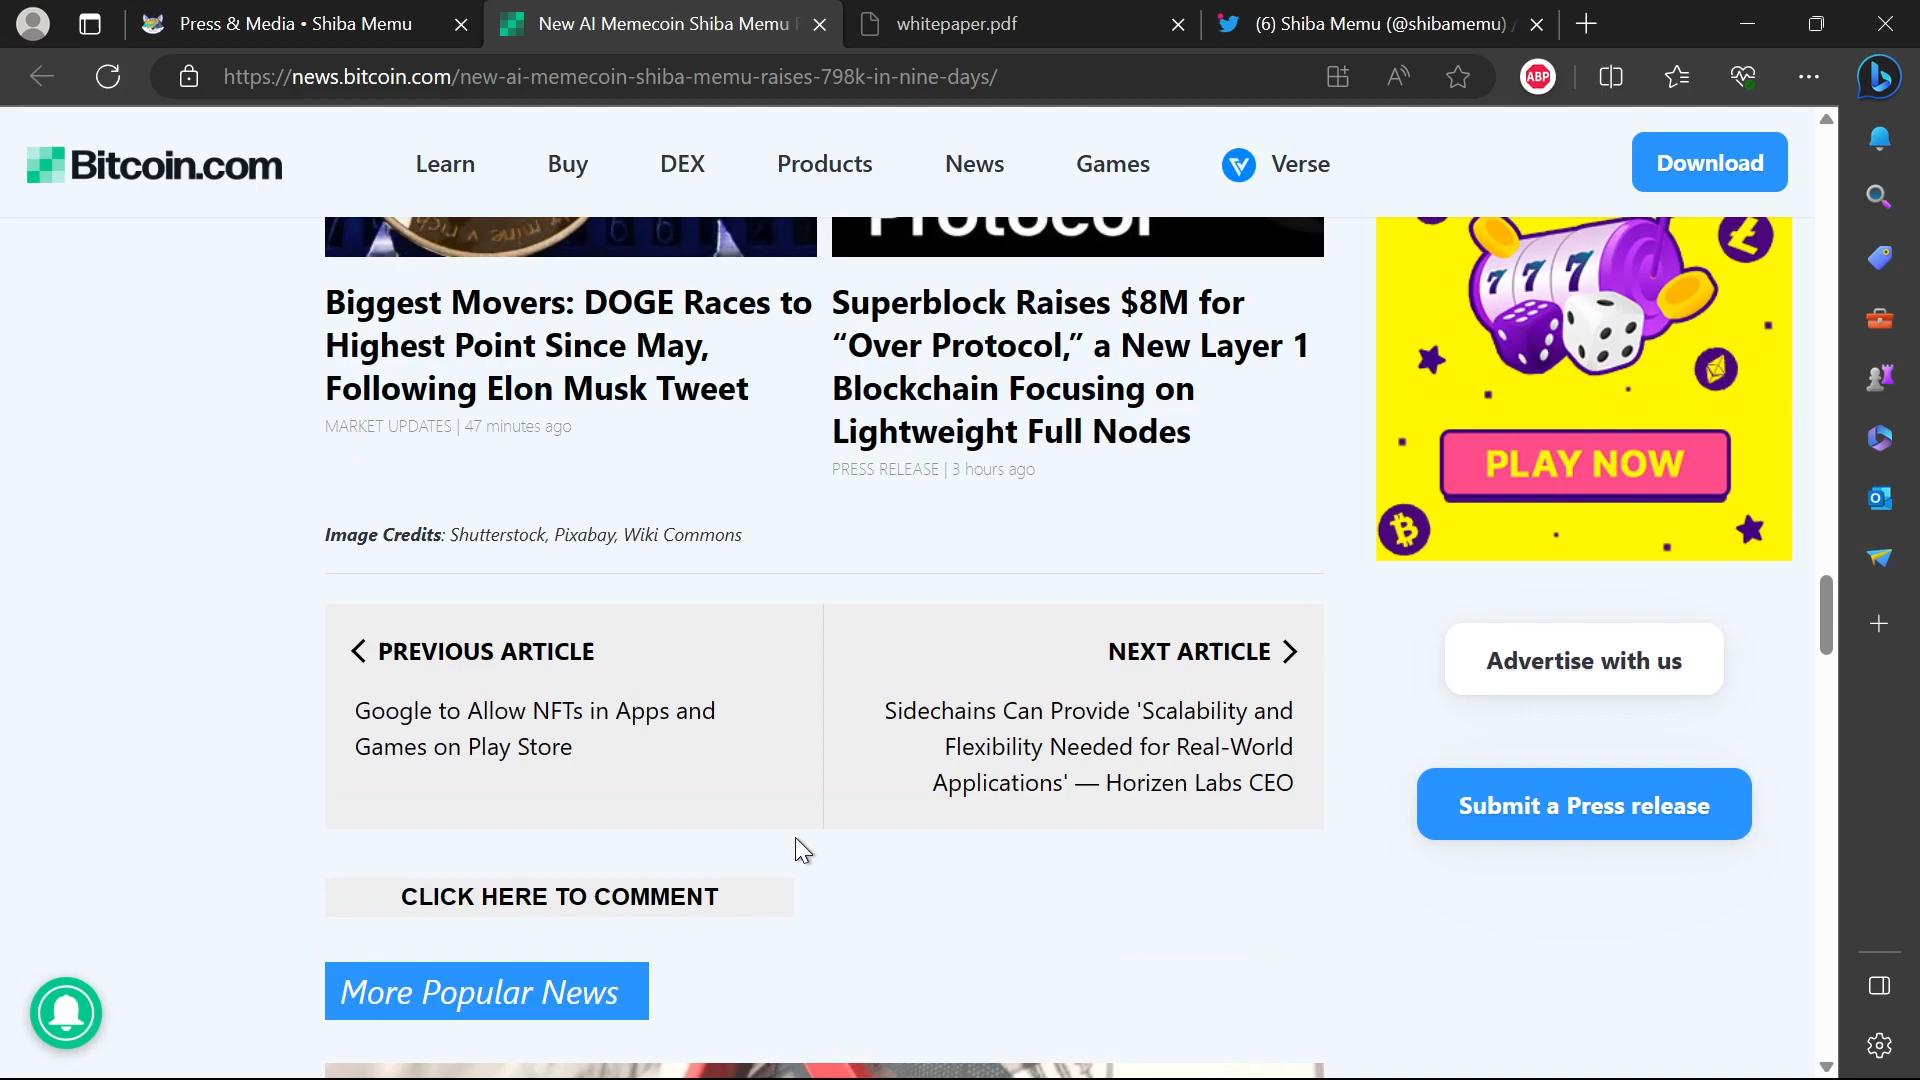 Press & Media • Shiba Memu
New AI Memecoin Shiba Memu
whitepaper.pdf
(6) Shiba Memu (@shibamemu)
https://news.bitcoin.com/new-ai-memecoin-shiba-memu-raises-798k-in-nine-days/
ABP
Bitcoin.com
Learn
Buy
DEX
Products
News
Games
Verse
Download
Protocol
7 7 7
Biggest Movers: DOGE Races to
Highest Point Since May,
Following Elon Musk Tweet
MARKET UPDATES | 47 minutes ago
Superblock Raises $8M for
“Over Protocol,” a New Layer 1
Blockchain Focusing on
Lightweight Full Nodes
PRESS RELEASE | 3 hours ago
PLAY NOW
Image Credits: Shutterstock, Pixabay, Wiki Commons
PREVIOUS ARTICLE
Google to Allow NFTs in Apps and
Games on Play Store
NEXT ARTICLE
Sidechains Can Provide 'Scalability and
Flexibility Needed for Real-World
Applications' — Horizen Labs CEO
Advertise with us
Submit a Press release
CLICK HERE TO COMMENT
More Popular News